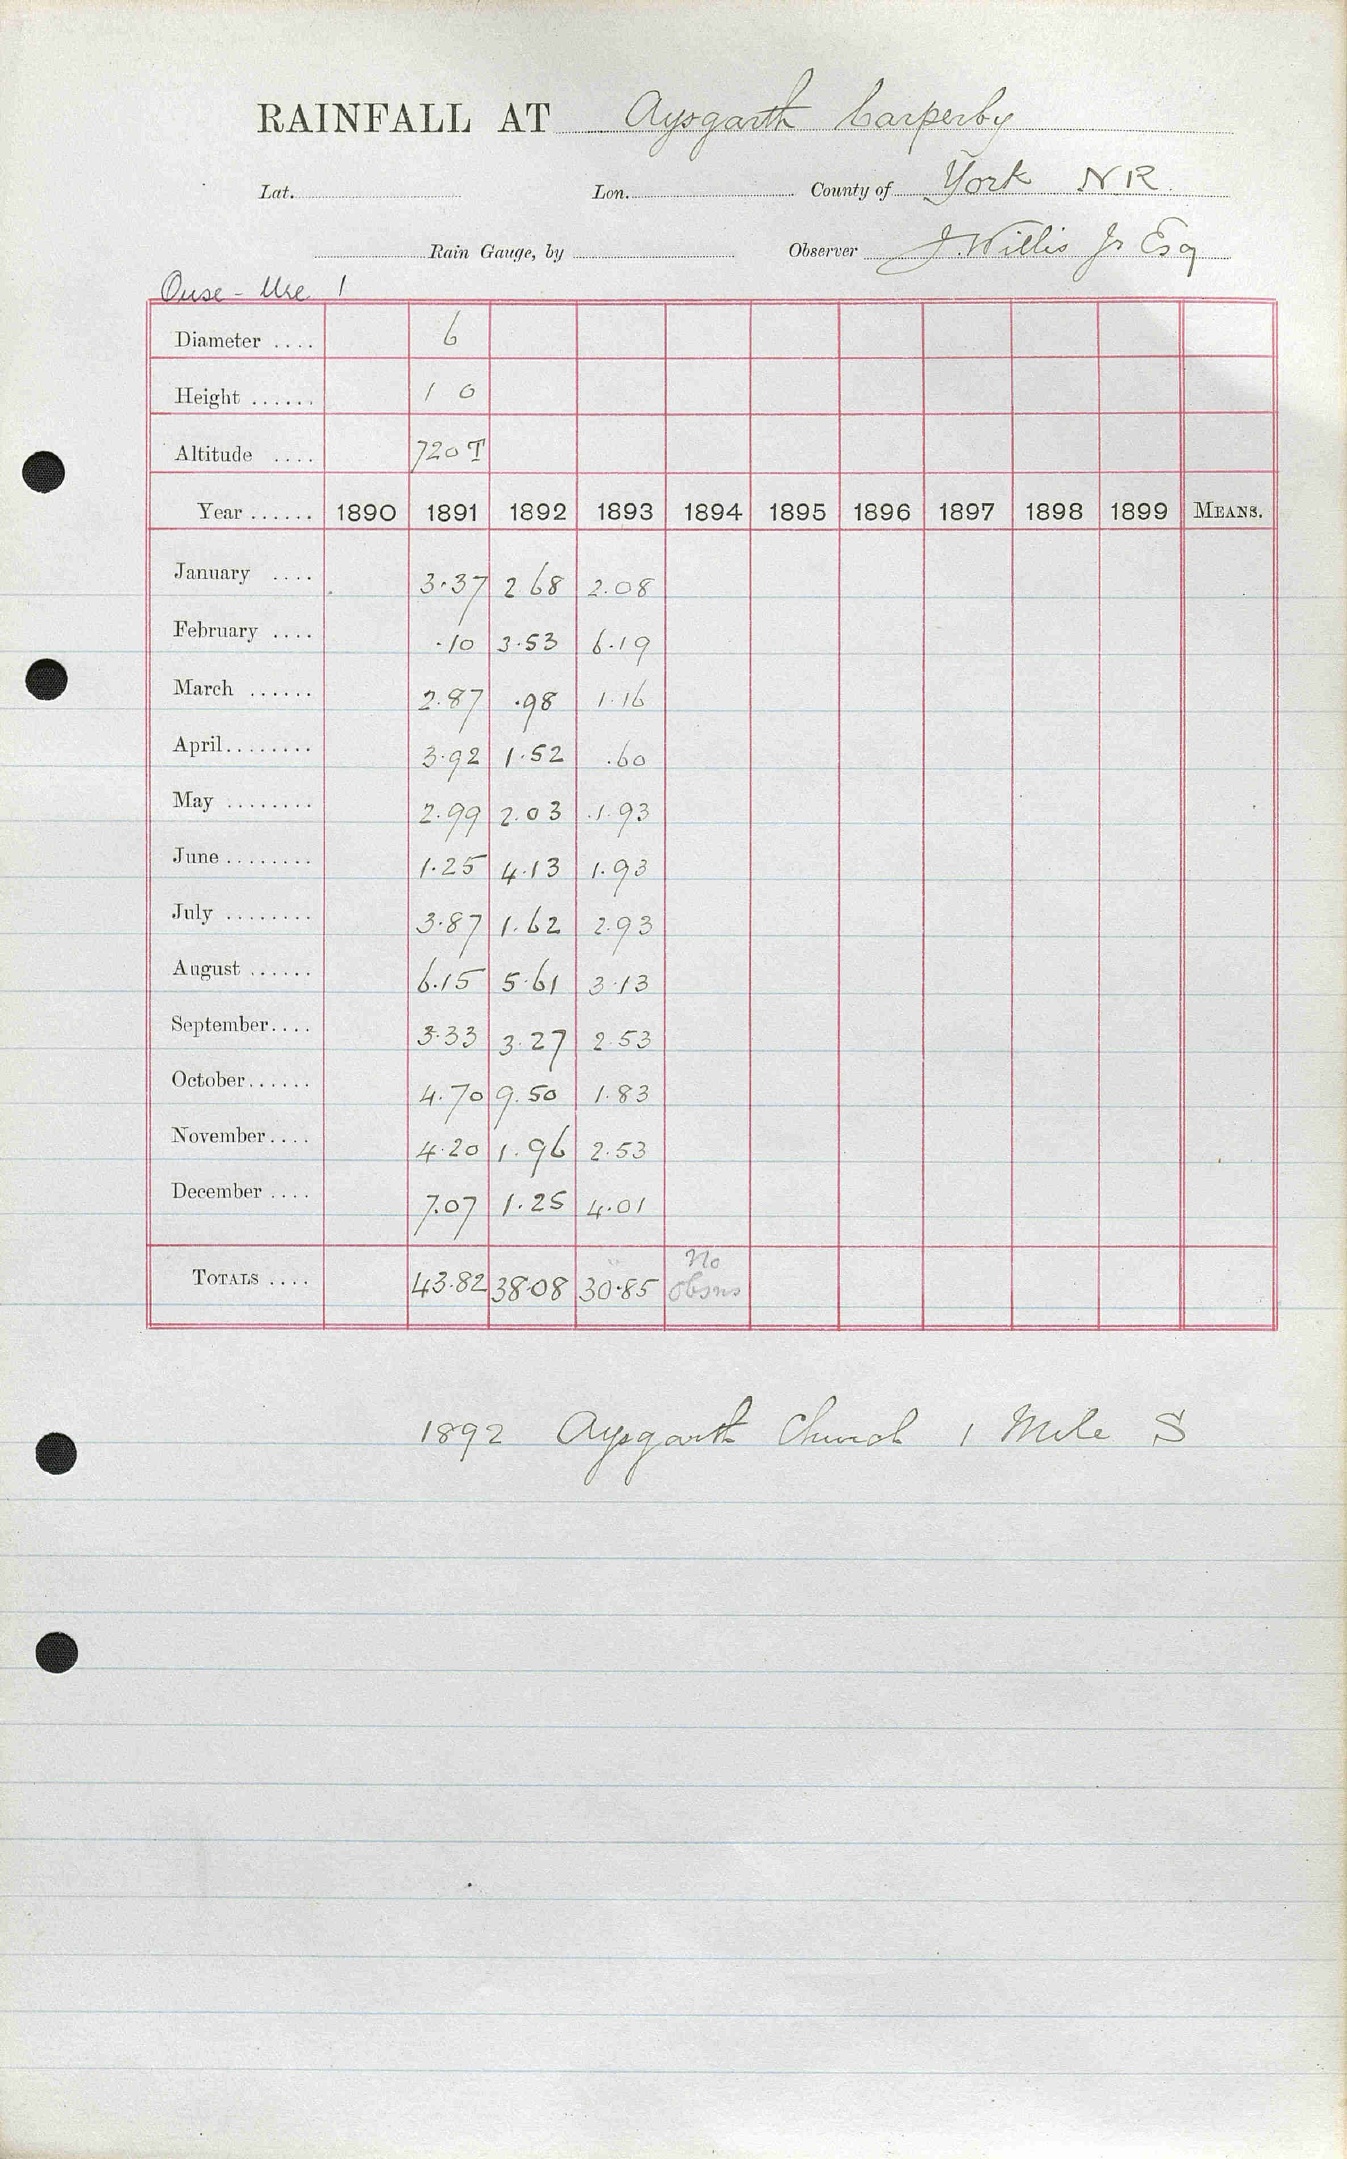 RAINFALL AT Aysgarth Carperby
Lat. Lon. County of York NR
Rain Gauge, by Observer J. Willis Jr Esq
Ouse - Ure 1
Diameter .... 6
Height ...... 1 0
Altitude .... 720 T
Year ...... 1890 1891 1892 1893 1894 1895 1896 1897 1898 1899 MEANS.
January .... 3.37 2 68 2.08
February .... .10 3.53 6.19
March ...... 2.87 .98 1.16
April........ 3.92 1.52 .60
May ........ 2.99 2.03 1.93
June ........ 1.25 4.13 1.93
July ........ 3.87 1.62 2.93
August ...... 6.15 5.61 3.13
September.... 3.33 3.27 2.53
October...... 4.70 9.50 1.83
November.... 4.20 1.96 2.53
December .... 7.07 1.25 4.01
TOTALS .... 43.82 38.08 30.85 No obsns
1892 Aysgarth Church 1 Mile S